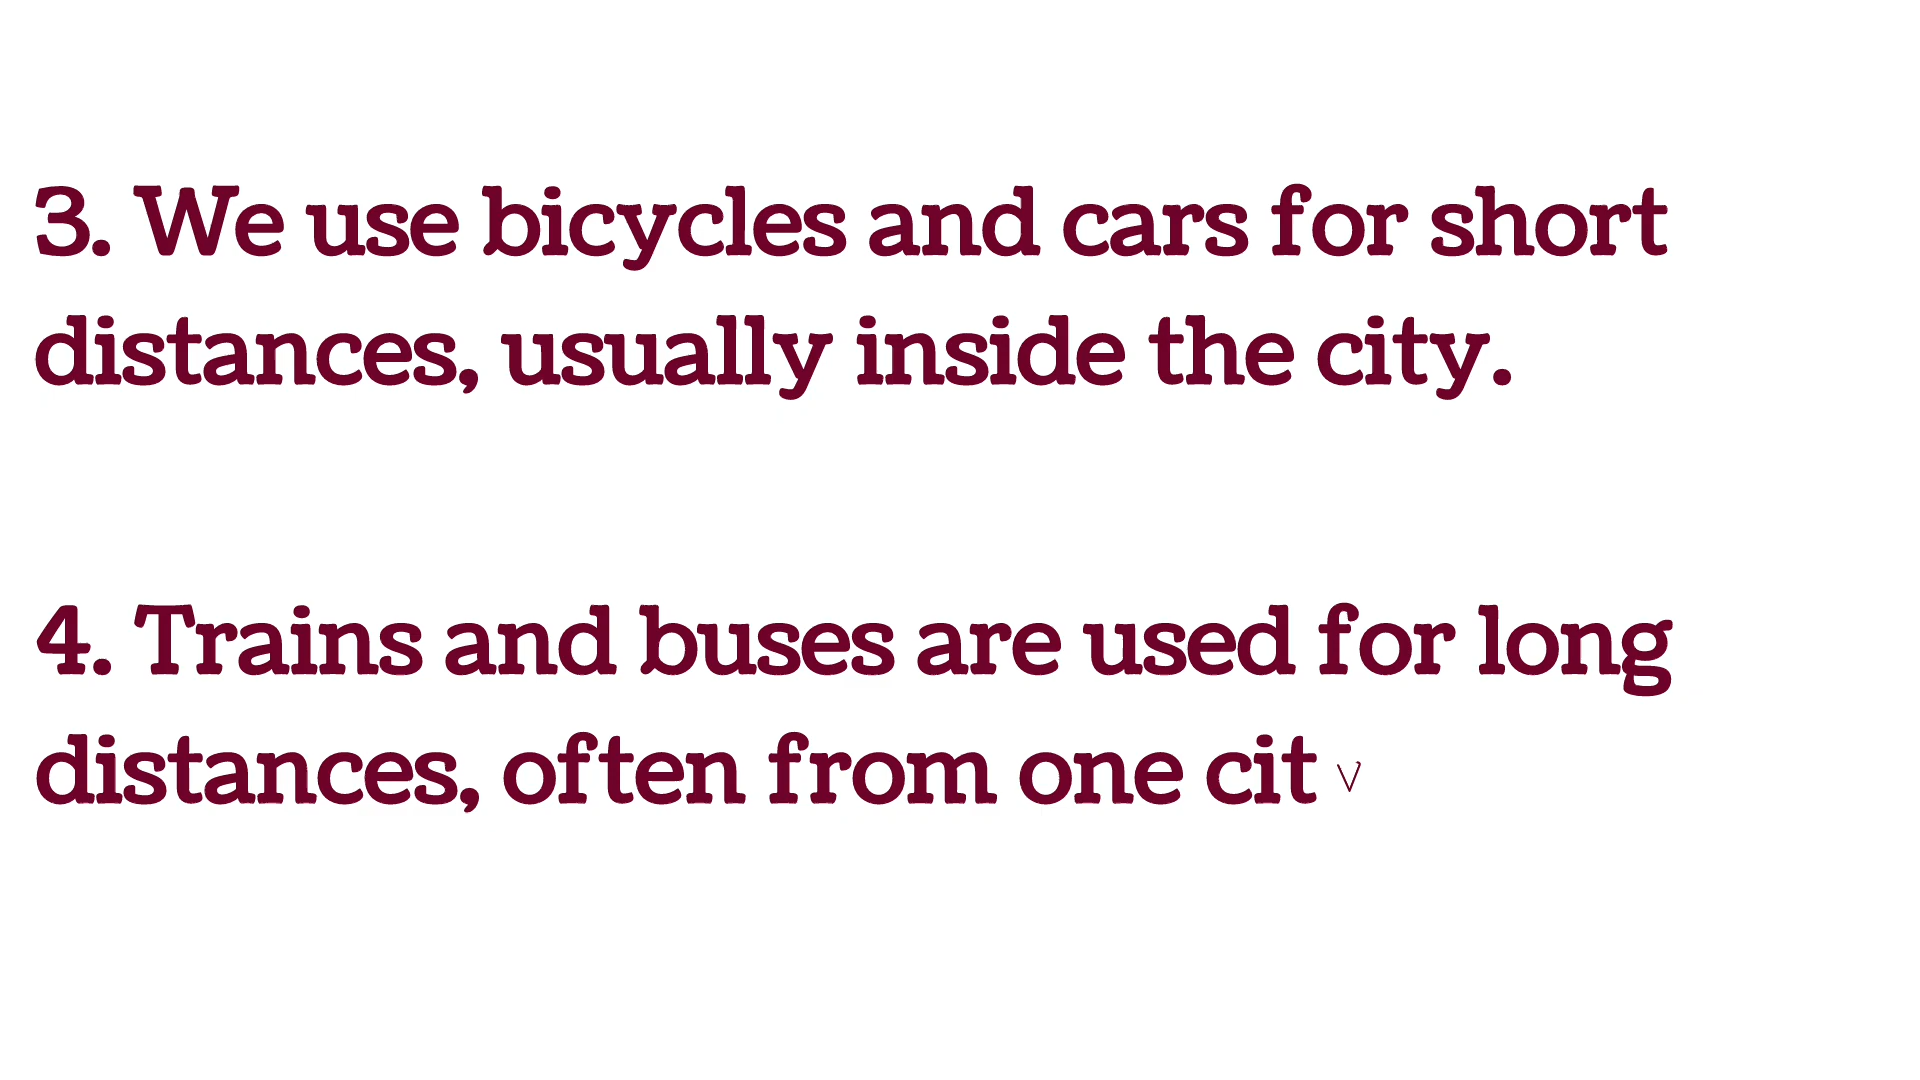 3. We use bicycles and cars for short
distances, usually inside the city.
4. Trains and buses are used for long
distances, often from one cit